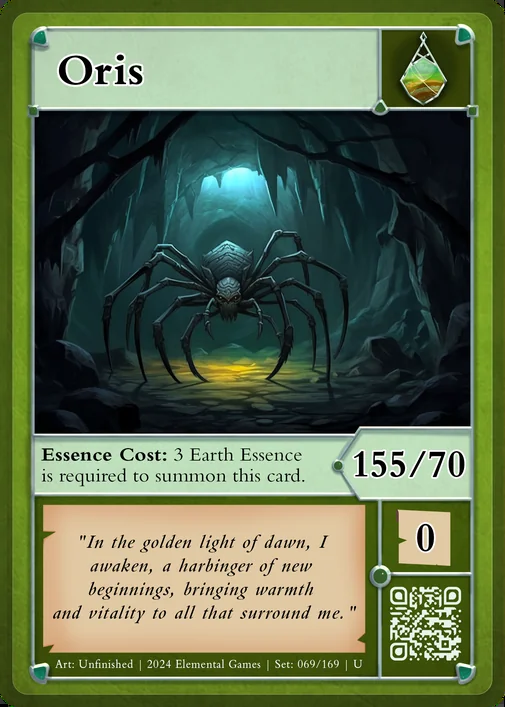 Oris
Essence Cost: 3 Earth Essence
is required to summon this card.
155/70
"In the golden light of dawn, I
awaken, a harbinger of new
beginnings, bringing warmth
and vitality to all that surround me."
0
Art: Unfinished | 2024 Elemental Games | Set: 069/169 | U